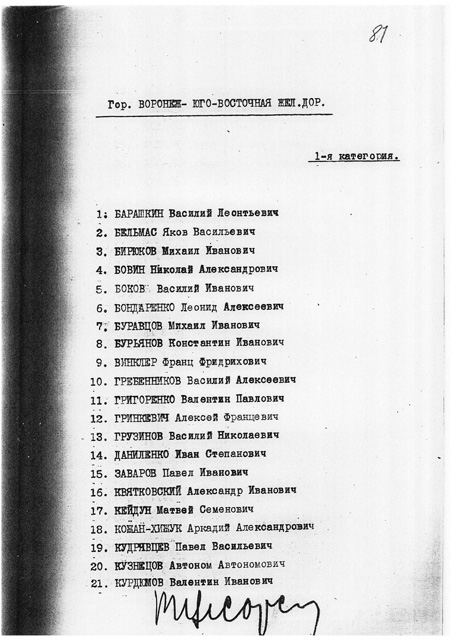 81
Гор. ВОРОНЕЖ- ЮГО-ВОСТОЧНАЯ ЖЕЛ.ДОР.
1-я категория.
1. БАРАШКИН Василий Леонтьевич
2. БЕЛЬМАС Яков Васильевич
3. БИРЮКОВ Михаил Иванович
4. БОВИН Николай Александрович
5. БОКОВ Василий Иванович
6. БОНДАРЕНКО Леонид Алексеевич
7. БУРАВЦОВ Михаил Иванович
8. БУРЬЯНОВ Константин Иванович
9. ВИНКЛЕР Франц Фридрихович
10. ГРЕБЕННИКОВ Василий Алексеевич
11. ГРИГОРЕНКО Валентин Павлович
12. ГРИНКЕВИЧ Алексей Францевич
13. ГРУЗИНОВ Василий Николаевич
14. ДАНИЛЕНКО Иван Степанович
15. ЗАВАРОВ Павел Иванович
16. КВЯТКОВСКИЙ Александр Иванович
17. КЕЙДУН Матвей Семенович
18. КОЖАН-ХИЖУК Аркадий Александрович
19. КУДРЯВЦЕВ Павел Васильевич
20. КУЗНЕЦОВ Автоном Автономович
21. КУРДЮМОВ Валентин Иванович